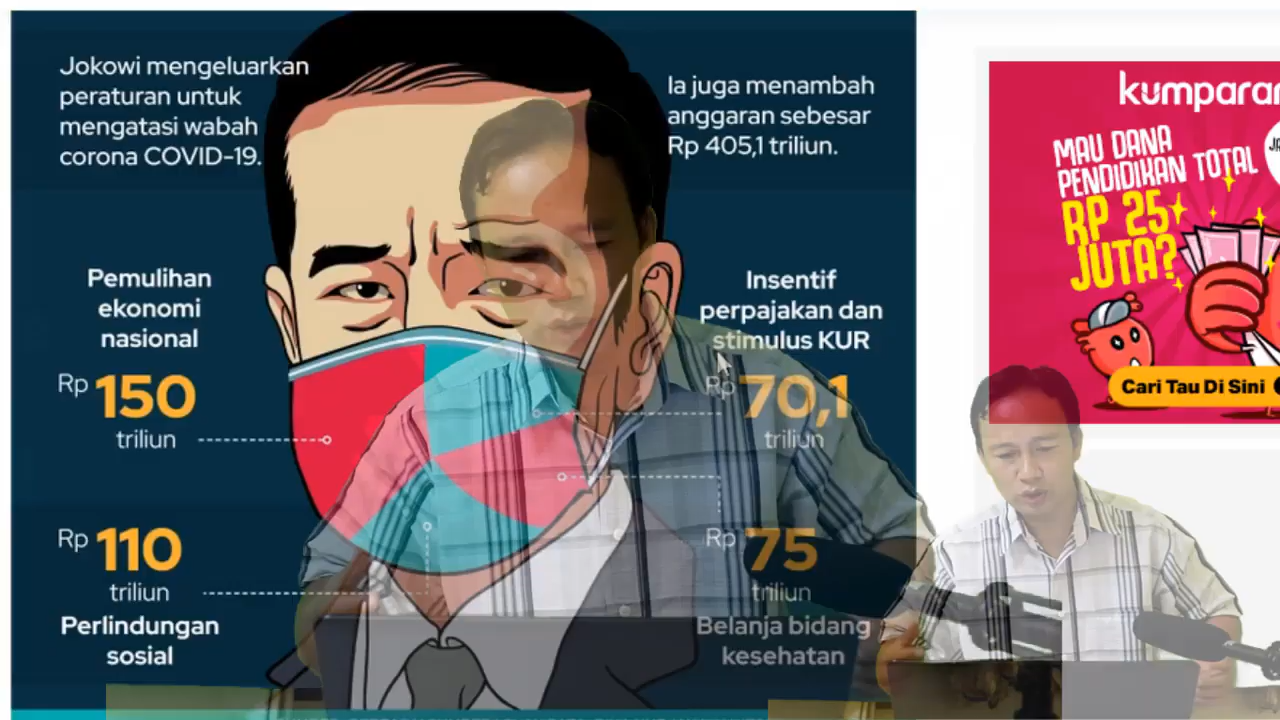 Jokowi mengeluarkan
peraturan untuk
mengatasi wabah
corona COVID-19.
Ia juga menambah
anggaran sebesar
Rp 405,1 triliun.
Pemulihan
ekonomi
nasional
Rp 150
triliun
Insentif
perpajakan dan
stimulus KUR
Rp 70,1
triliun
Rp 110
triliun
Perlindungan
sosial
Rp 75
triliun
Belanja bidang
kesehatan
kumparan
MAU DANA
PENDIDIKAN TOTAL
RP 25
JUTA?
Cari Tau Di Sini